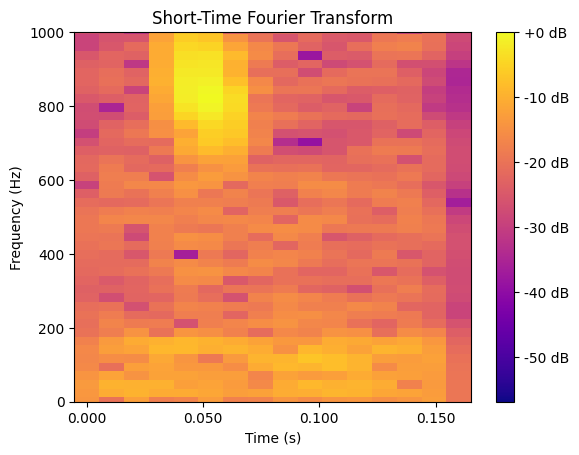 Short-Time Fourier Transform
1000
800
600
400
200
0
Frequency (Hz)
0.000
0.050
0.100
0.150
Time (s)
+0 dB
-10 dB
-20 dB
-30 dB
-40 dB
-50 dB